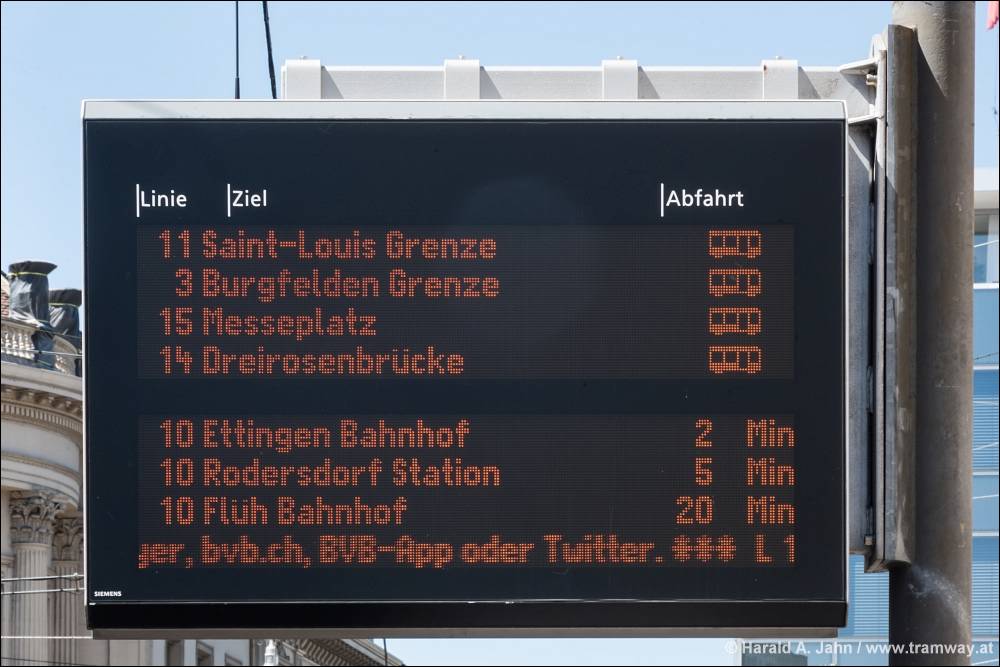 Linie Ziel Abfahrt
11 Saint-Louis Grenze
3 Burgfelden Grenze
15 Messeplatz
14 Dreirosenbrücke
10 Ettingen Bahnhof 2 Min
10 Rodersdorf Station 5 Min
10 Flüh Bahnhof 20 Min
ger, bvb.ch, BVB-App oder Twitter. *** L 1
SIEMENS
© Harald A. Jahn / www.tramway.at